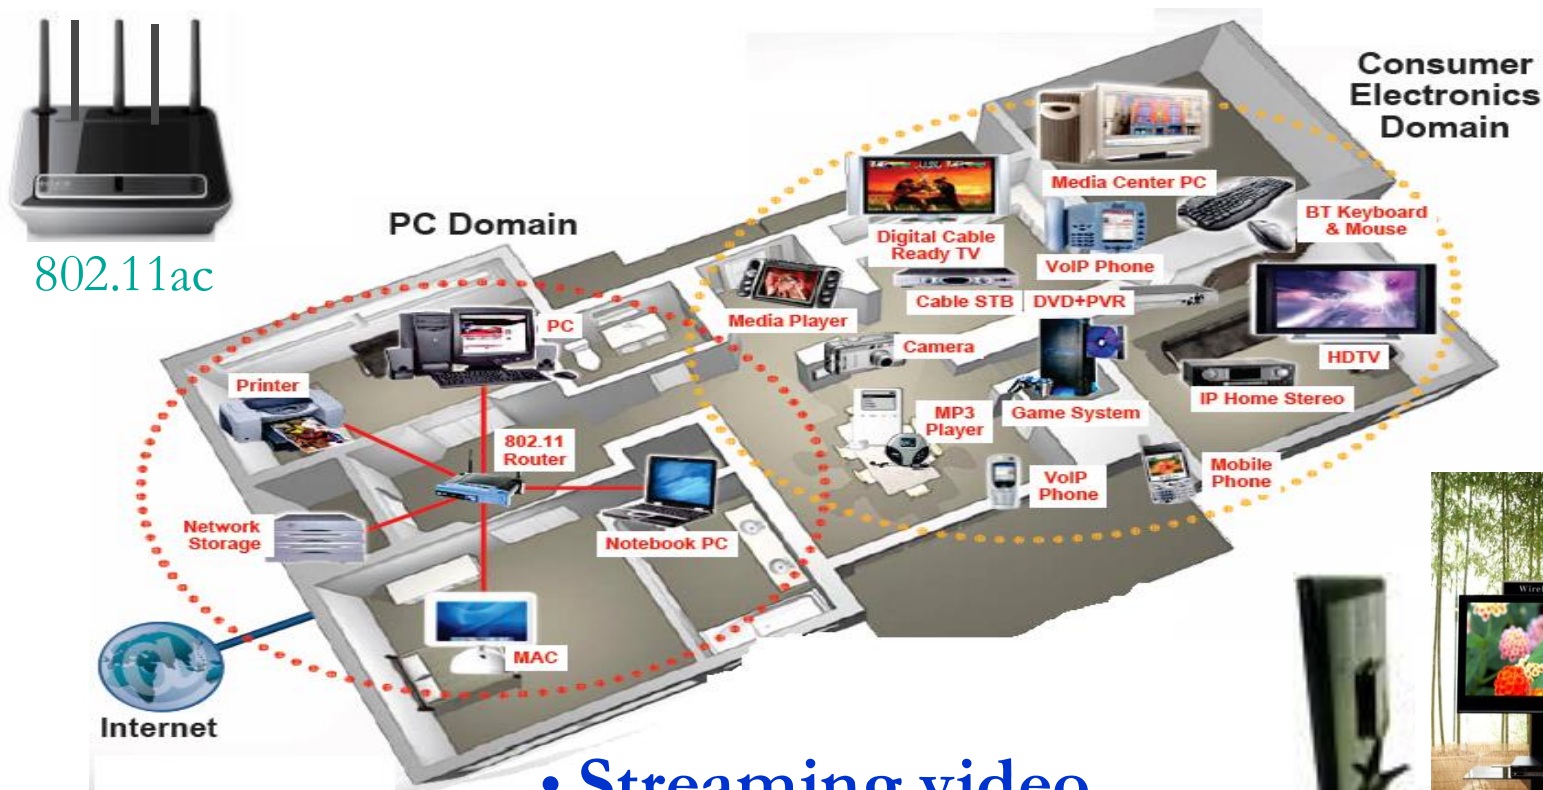 802.11ac
PC Domain
Consumer
Electronics
Domain
Media Center PC
BT Keyboard
& Mouse
Digital Cable
Ready TV
VoIP Phone
Cable STB
DVD+PVR
Media Player
HDTV
PC
Camera
Printer
IP Home Stereo
MP3
Player
Game System
802.11
Router
VoIP
Phone
Mobile
Phone
Network
Storage
Notebook PC
MAC
Internet
• Streaming video